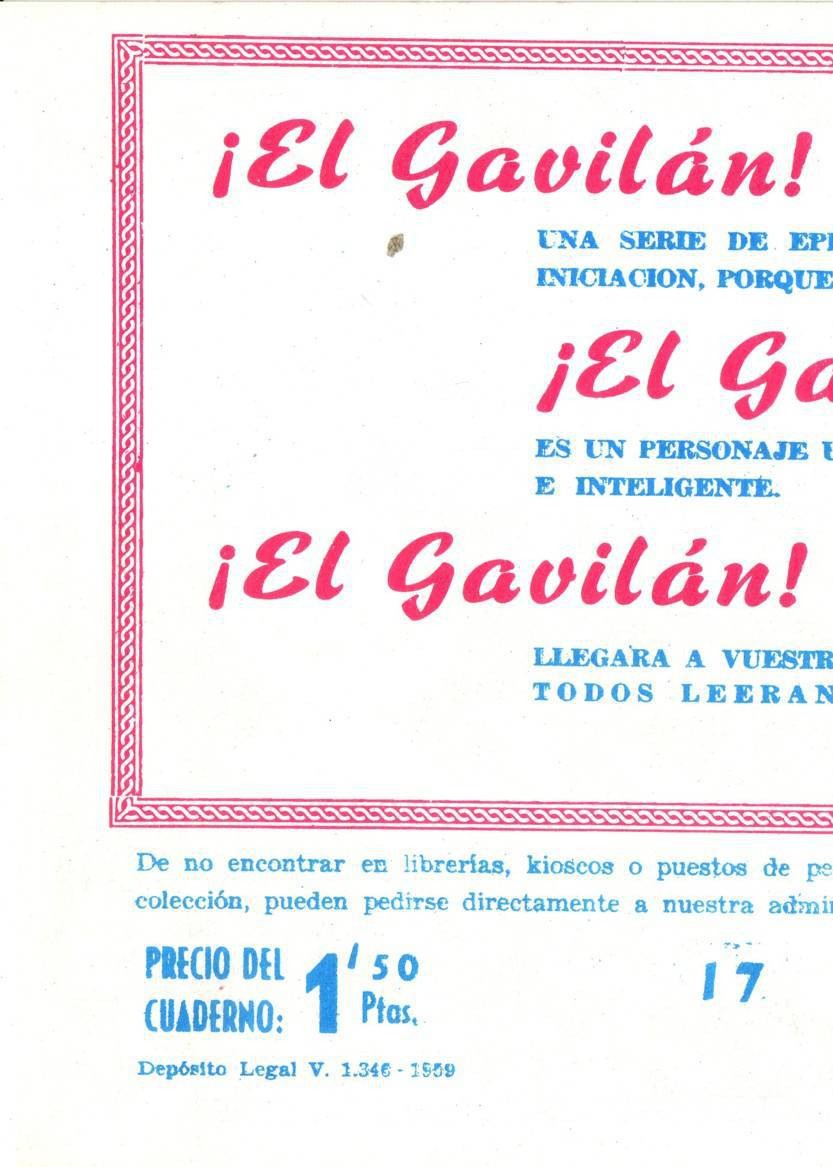 ¡El Gavilán!
UNA SERIE DE
INICIACION, PORQUE
¡El
ES UN PERSONAJE
E INTELIGENTE.
¡El Gavilán!
LLEGARA A
TODOS LEERAN
De no encontrar en librerías, kioscos o puestos de
colección, pueden pedirse directamente a nuestra
PRECIO DEL
CUADERNO:
1'50
Ptas.
17
Depósito Legal V. 1.346 - 1959